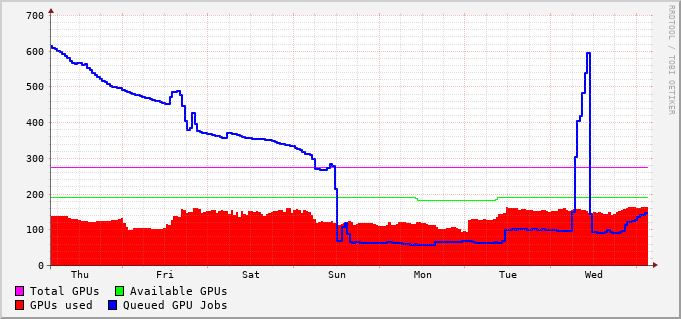 700
600
500
400
300
200
100
0
Thu Fri Sat Sun Mon Tue Wed
Total GPUs Available GPUs
GPUs used Queued GPU Jobs
RRDTOOL / TOBI OETIKER